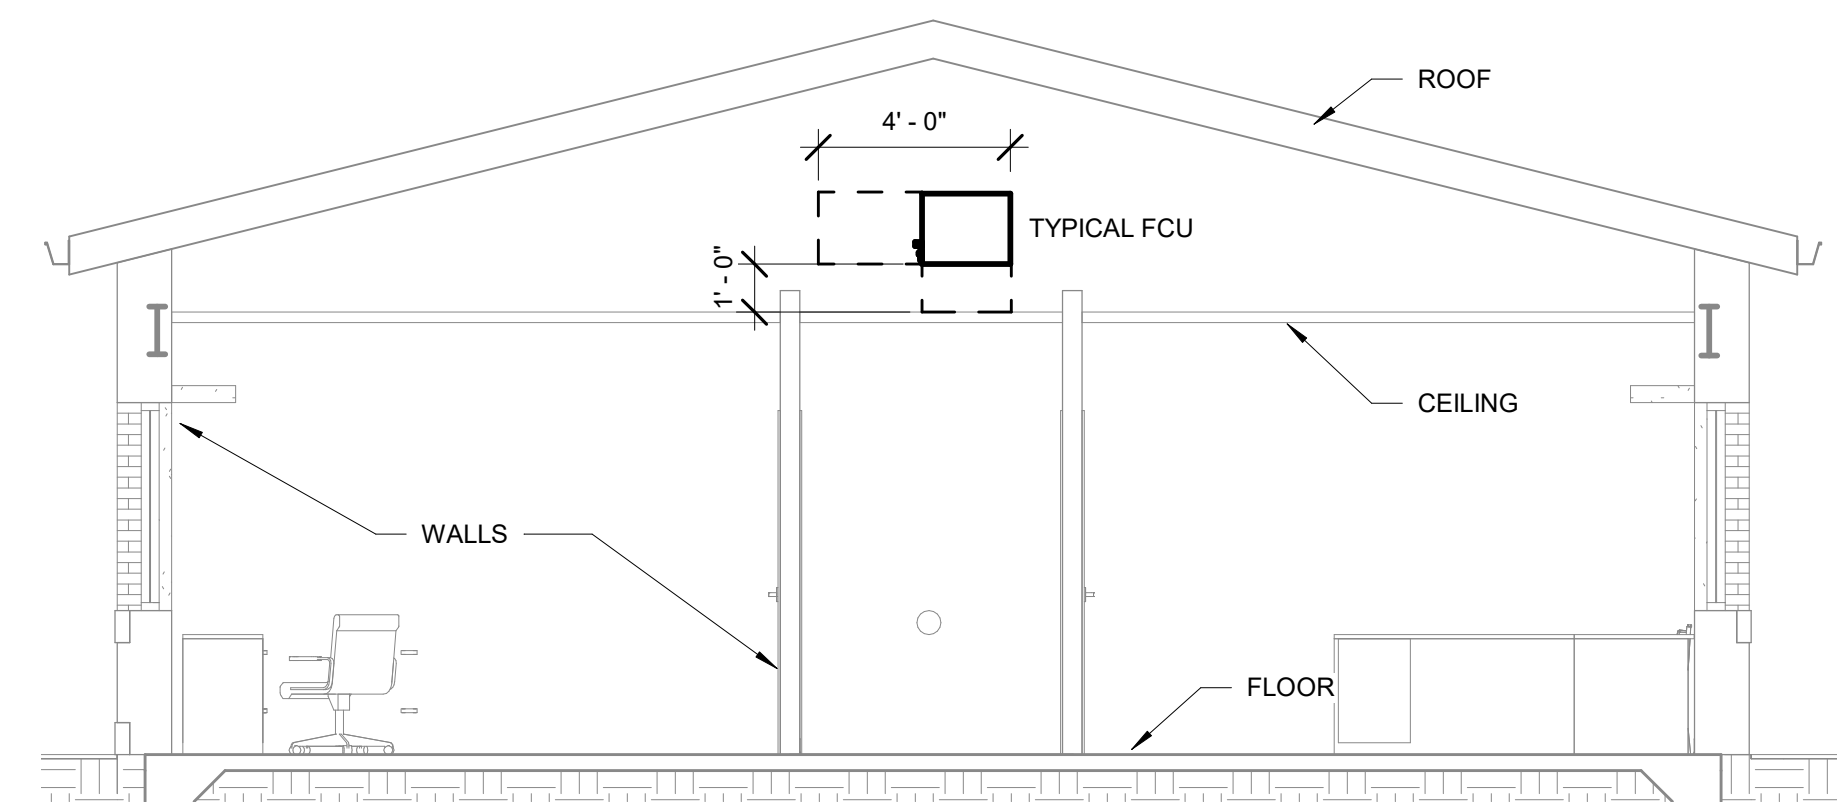 ROOF
4' - 0"
TYPICAL FCU
1' - 0"
CEILING
WALLS
FLOOR